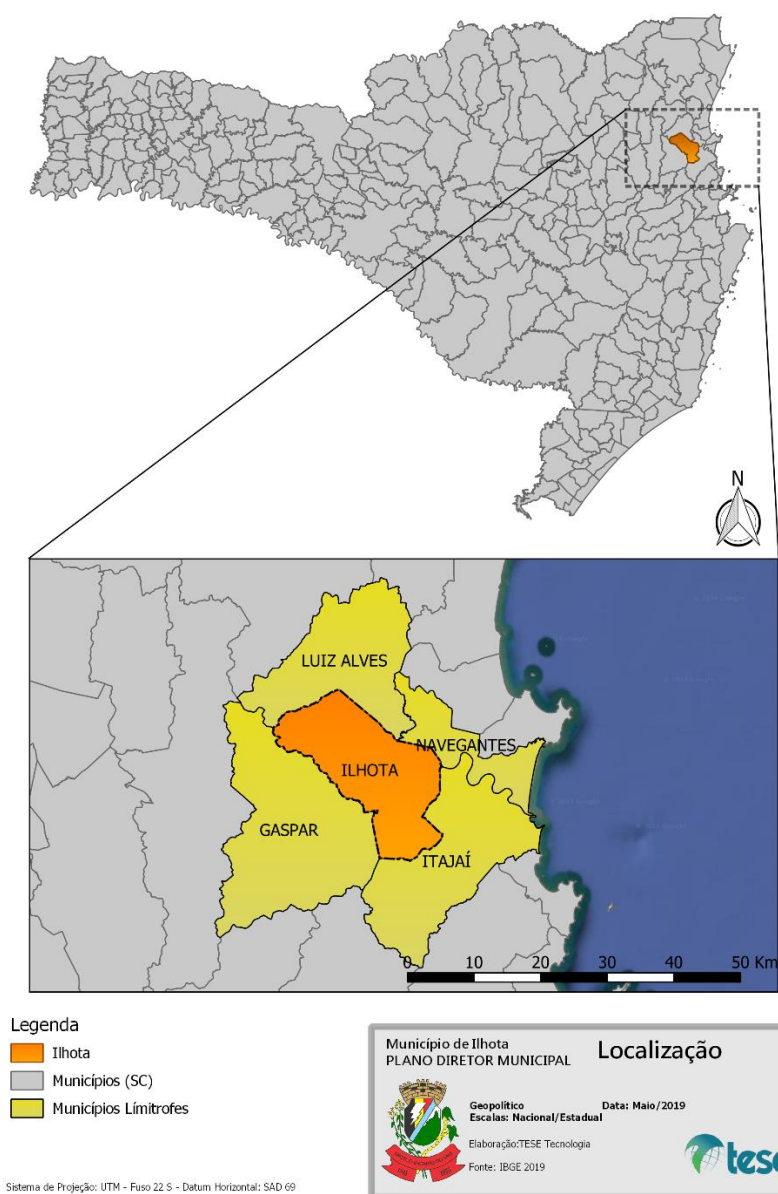 N
LUIZ ALVES
NAVEGANTES
ILHOTA
GASPAR
ITAJAÍ
0 10 20 30 40 50 Km
Legenda
Ilhota
Municípios (SC)
Municípios Límitrofes
Município de Ilhota
PLANO DIRETOR MUNICIPAL
Localização
Geopolítico
Data: Maio/2019
Escalas: Nacional/Estadual
Elaboração:TESE Tecnologia
Fonte: IBGE 2019
tese
Sistema de Projeção: UTM - Fuso 22 S - Datum Horizontal: SAD 69